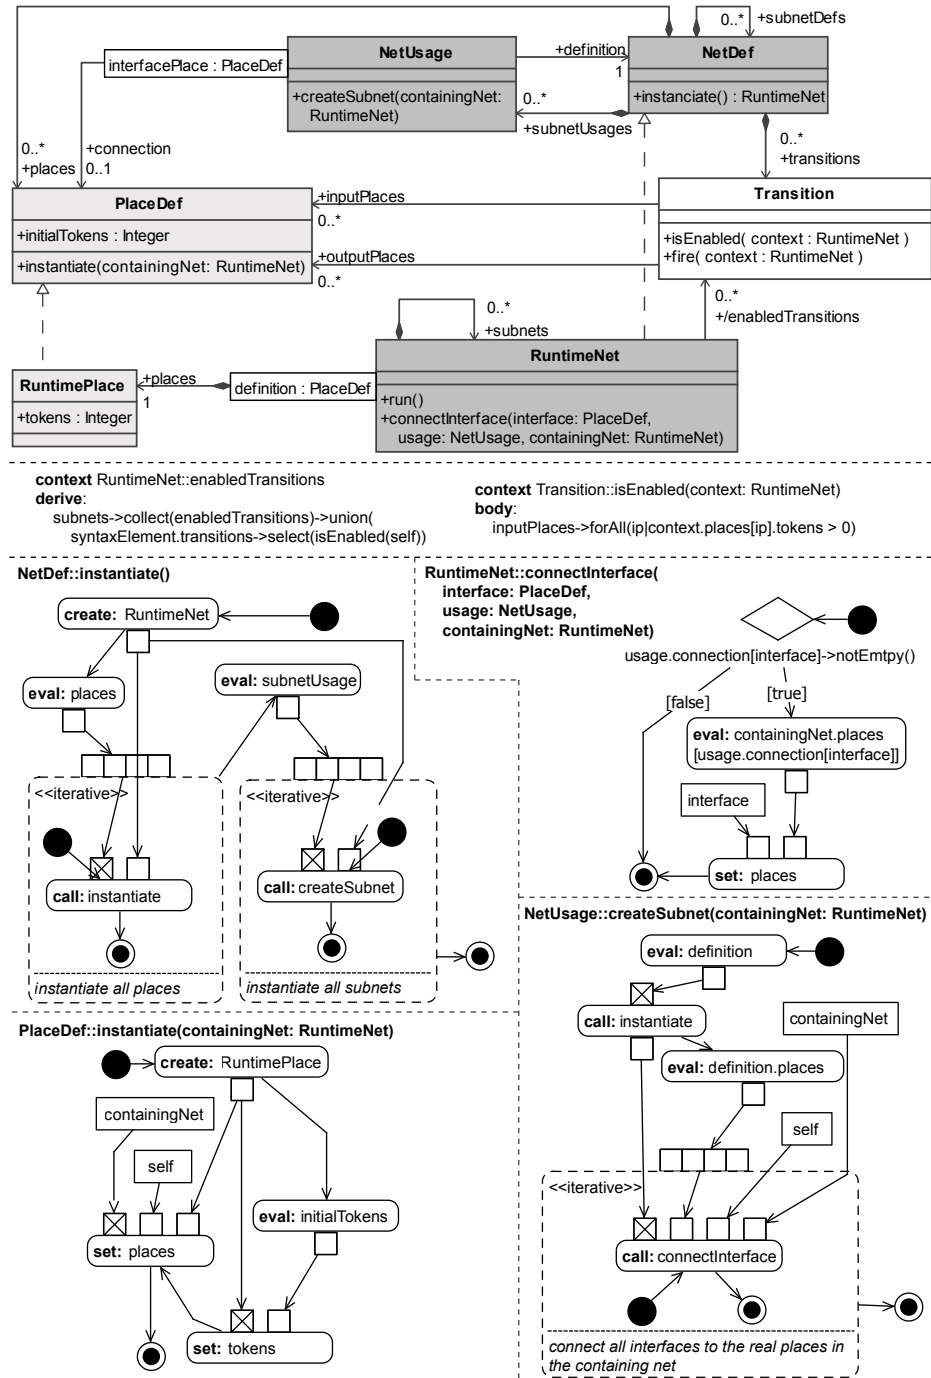 0..*
+subnetDefs
NetUsage
+definition
NetDef
interfacePlace : PlaceDef
1
+createSubnet(containingNet:
RuntimeNet)
0..*
+instanciate() : RuntimeNet
+subnetUsages
0..*
+connection
0..*
+places
0..1
+transitions
PlaceDef
+inputPlaces
Transition
0..*
+initialTokens : Integer
+isEnabled( context : RuntimeNet )
+outputPlaces
+fire( context : RuntimeNet )
+instantiate(containingNet: RuntimeNet)
0..*
0..*
0..*
+/enabledTransitions
+subnets
RuntimeNet
RuntimePlace
+places
definition : PlaceDef
+tokens : Integer
1
+run()
+connectInterface(interface: PlaceDef,
usage: NetUsage, containingNet: RuntimeNet)
context RuntimeNet::enabledTransitions
derive:
subnets->collect(enabledTransitions)->union(
syntaxElement.transitions->select(isEnabled(self))
context Transition::isEnabled(context: RuntimeNet)
body:
inputPlaces->forAll(ip|context.places[ip].tokens > 0)
NetDef::instantiate()
create: RuntimeNet
eval: places
eval: subnetUsage
<<iterative>>
<<iterative>>
call: instantiate
call: createSubnet
instantiate all places
instantiate all subnets
RuntimeNet::connectInterface(
interface: PlaceDef,
usage: NetUsage,
containingNet: RuntimeNet)
usage.connection[interface]->notEmtpy()
[false]
[true]
eval: containingNet.places
[usage.connection[interface]]
interface
set: places
NetUsage::createSubnet(containingNet: RuntimeNet)
eval: definition
call: instantiate
containingNet
eval: definition.places
self
<<iterative>>
call: connectInterface
connect all interfaces to the real places in
the containing net
PlaceDef::instantiate(containingNet: RuntimeNet)
create: RuntimePlace
containingNet
self
eval: initialTokens
set: places
set: tokens